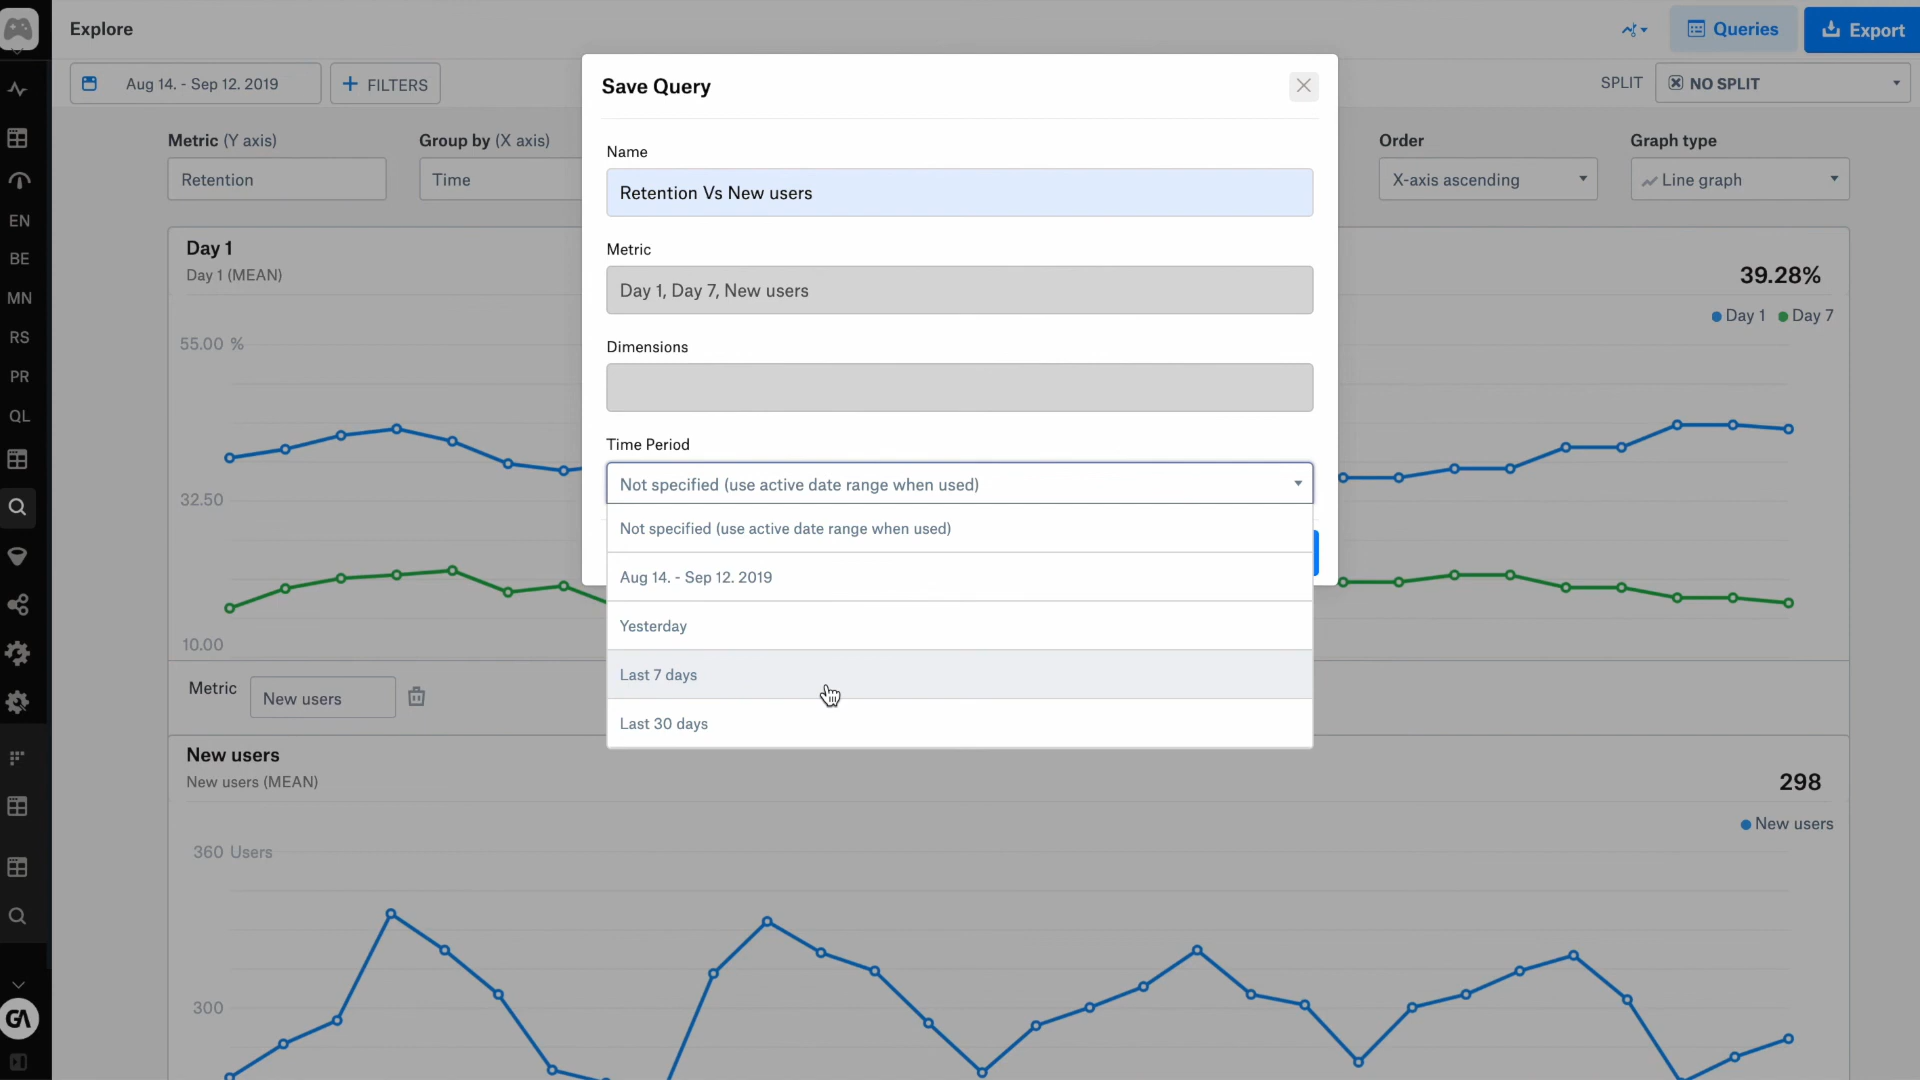 Explore
Queries
Export
Aug 14. - Sep 12. 2019
FILTERS
SPLIT
NO SPLIT
Save Query
Name
Retention Vs New users
Metric
Day 1, Day 7, New users
Dimensions
Time Period
Not specified (use active date range when used)
Not specified (use active date range when used)
Aug 14. - Sep 12. 2019
Yesterday
Last 7 days
Last 30 days
Metric (Y axis)
Retention
Group by (X axis)
Time
Order
X-axis ascending
Graph type
Line graph
EN
BE
MN
RS
PR
QL
GA
Day 1
Day 1 (MEAN)
39.28%
Day 1
Day 7
55.00 %
32.50
10.00
Metric
New users
New users
New users (MEAN)
298
New users
360 Users
300